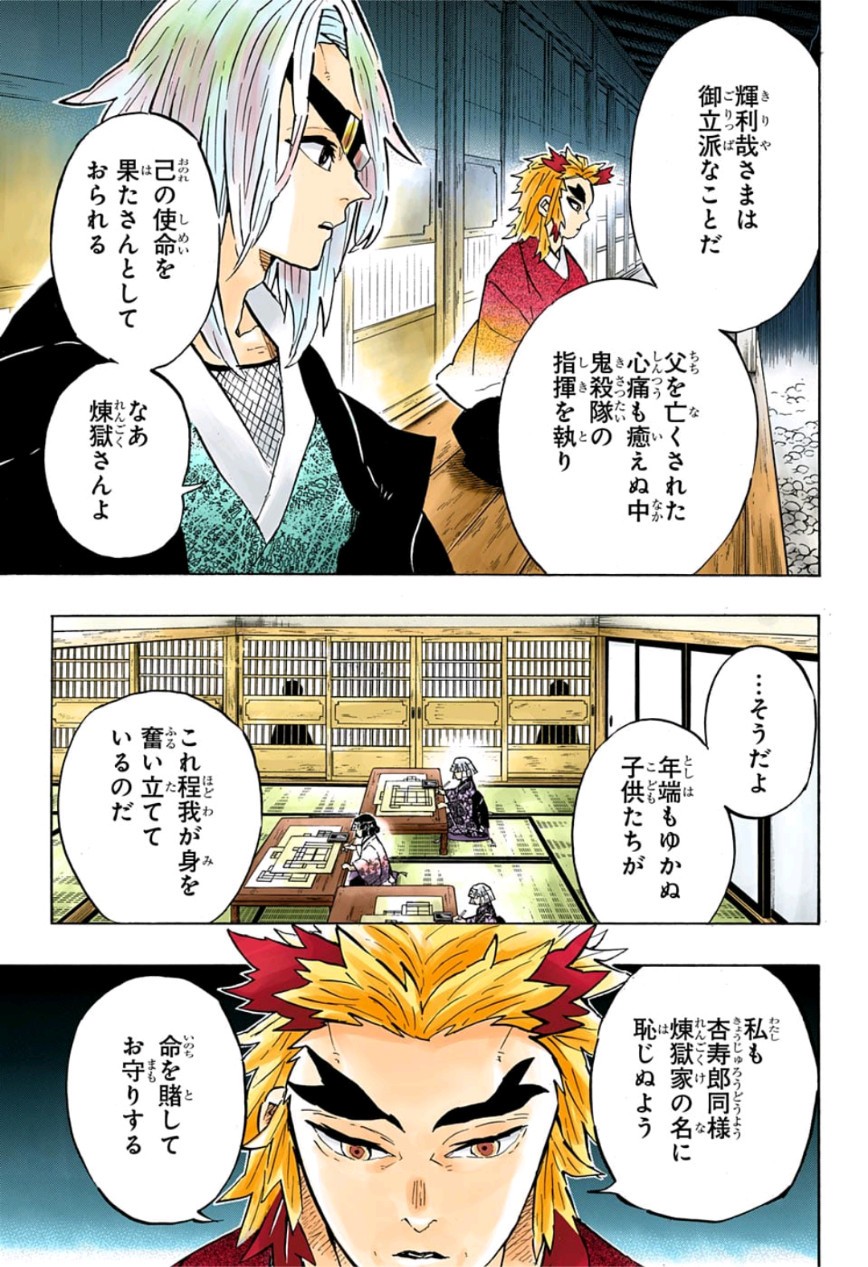 輝利哉さまは
御立派なことだ
父を亡くされた
心痛も癒えぬ中
鬼殺隊の
指揮を執り
己の使命を
果たさんとして
おられる
なあ
煉獄さんよ
…そうだよ
年端もゆかぬ
子供たちが
これ程我が身を
奮い立てて
いるのだ
私も
杏寿郎同様
煉獄家の名に
恥じぬよう
命を賭して
お守りする